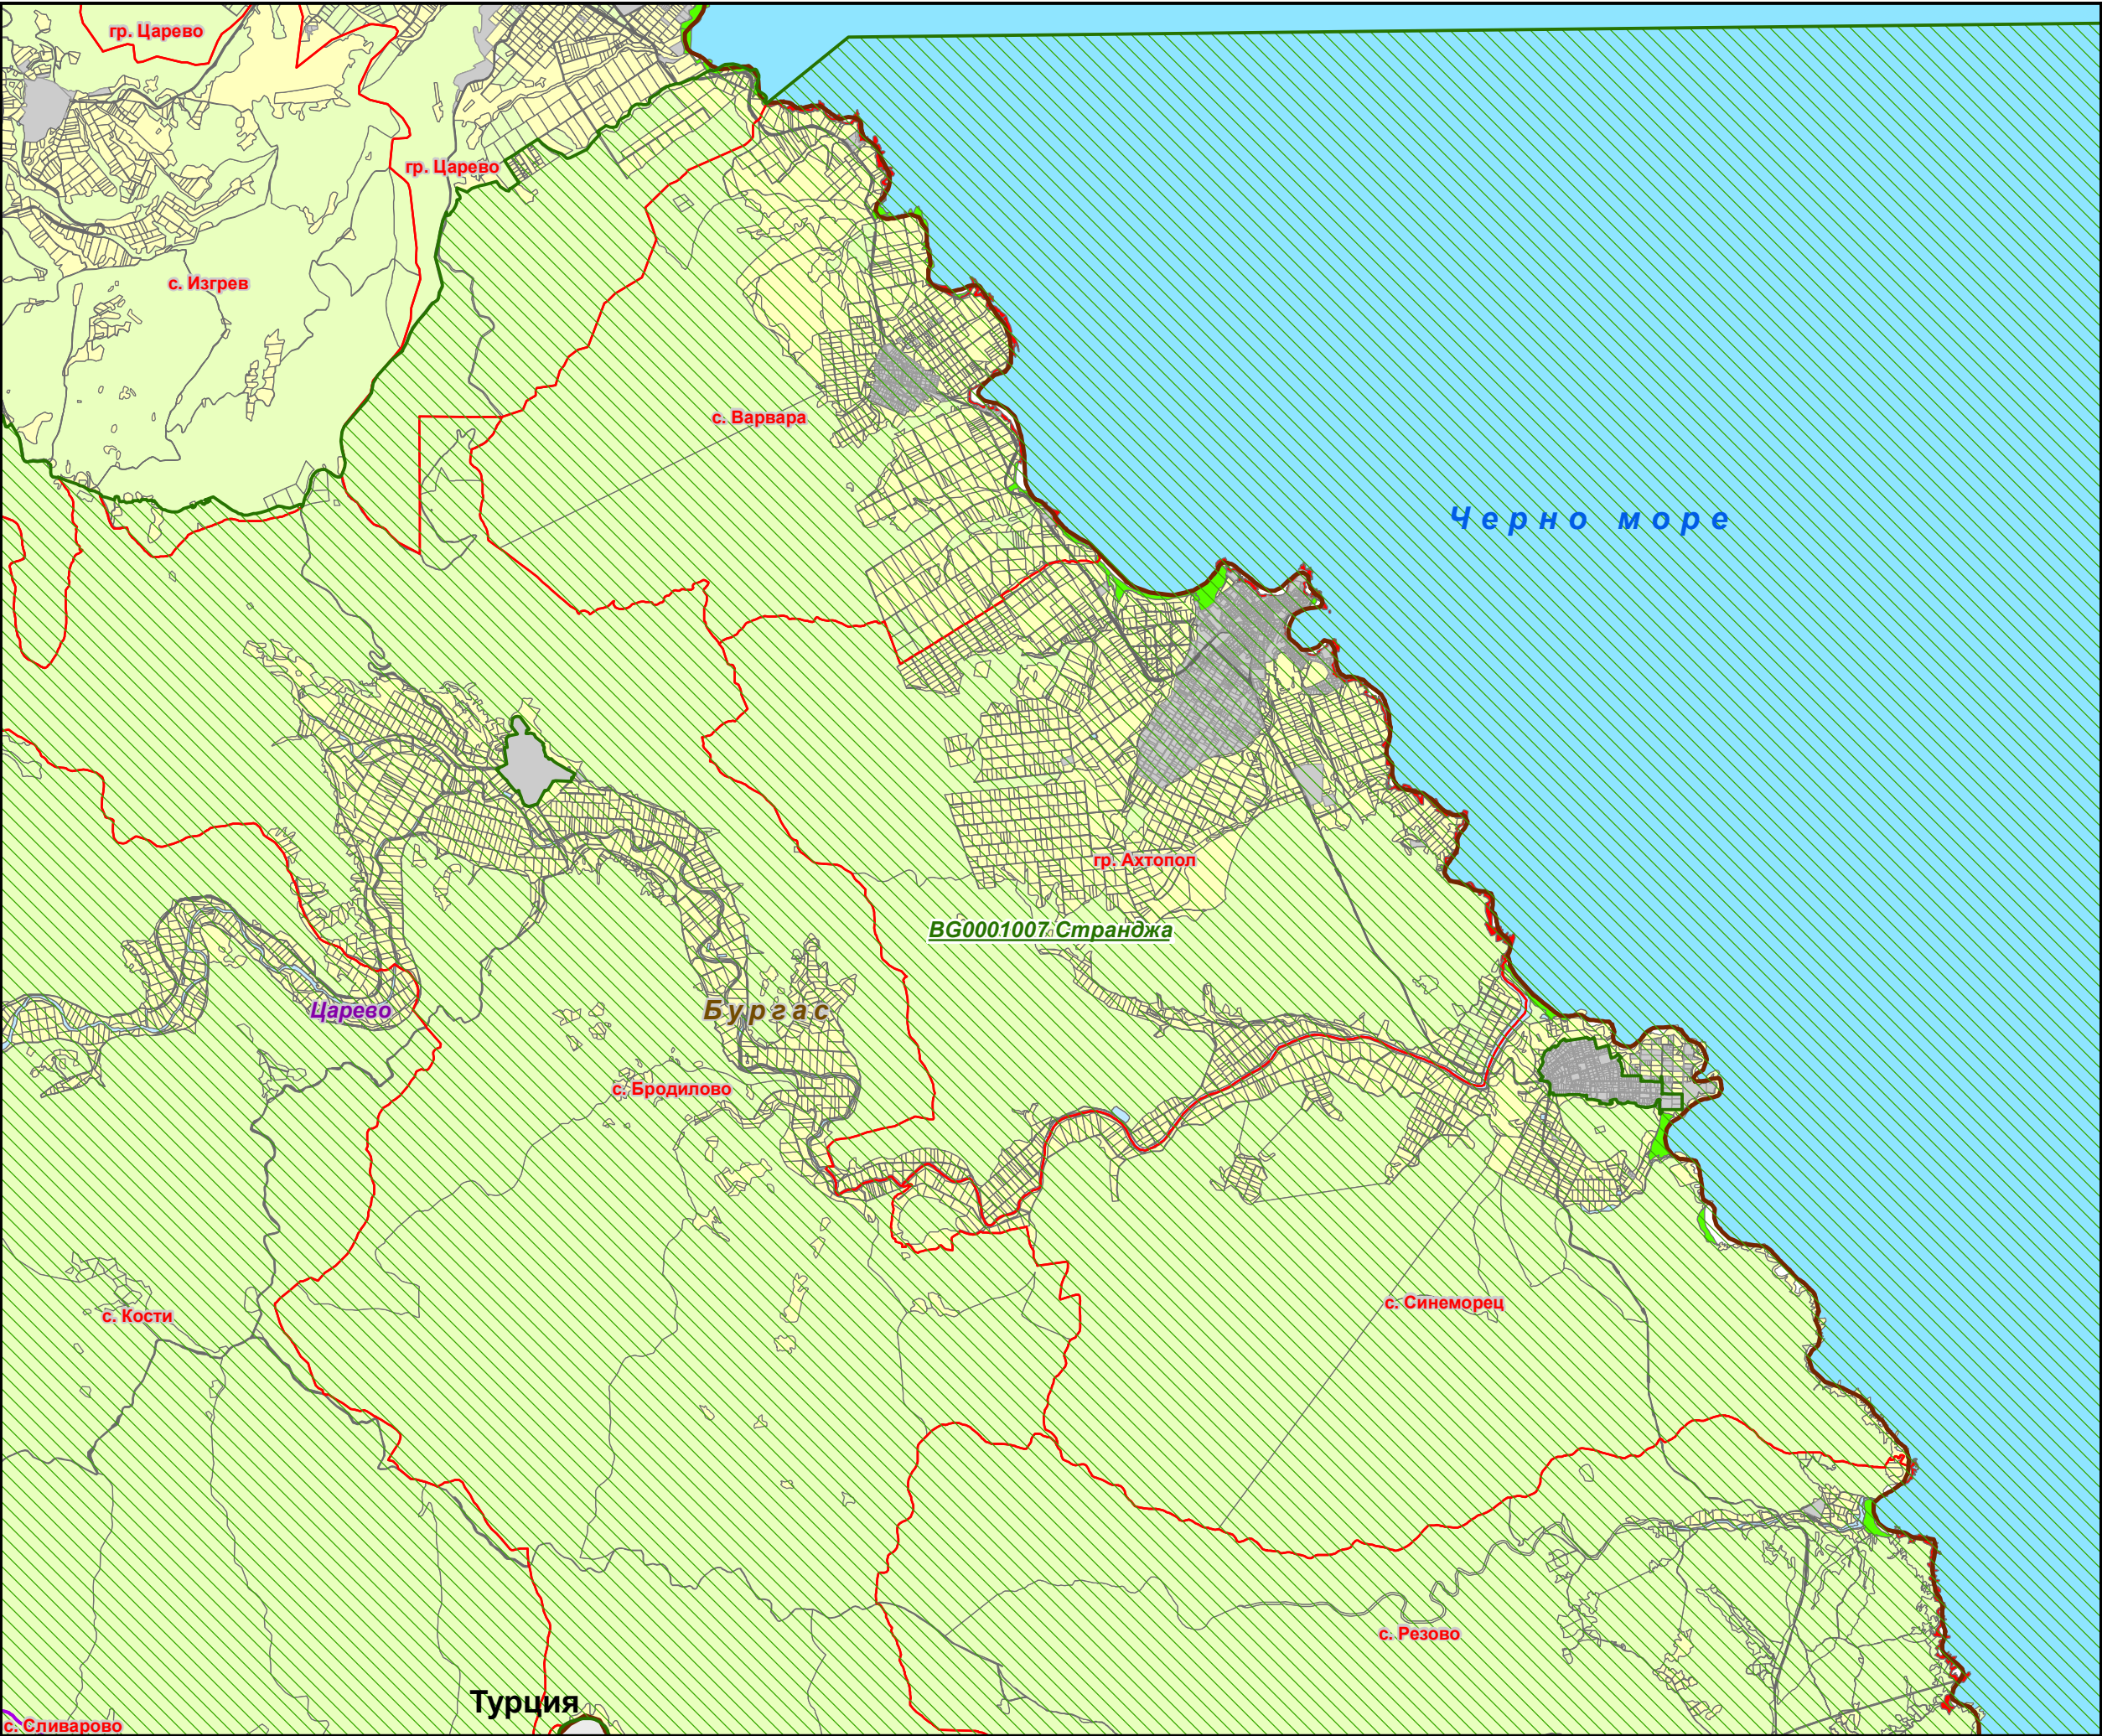 гр. Царево
гр. Царево
с. Изгрев
с. Варвара
Черно море
гр. Ахтопол
BG0001007 Странджа
Царево
Бургас
с. Бродилово
с. Синеморец
с. Кости
с. Резово
Турция
с. Сливарово